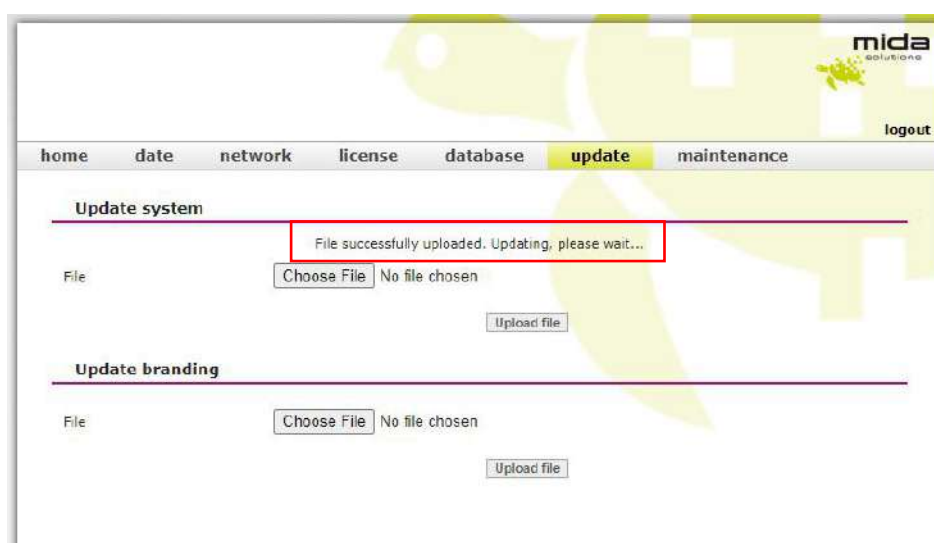 mida
solutions
logout
home date network license database update maintenance
Update system
File successfully uploaded. Updating, please wait...
File Choose File No file chosen
Upload file
Update branding
File Choose File No file chosen
Upload file